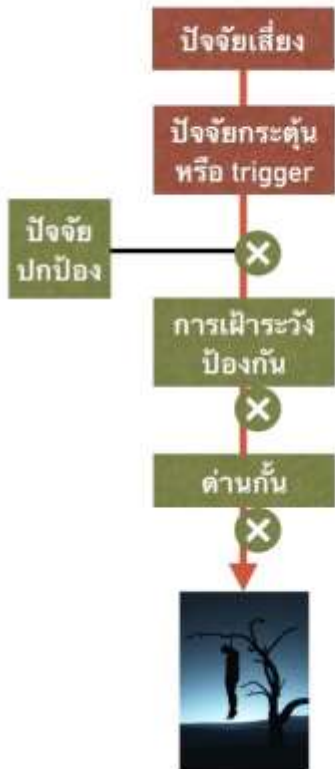 ปัจจัยเสี่ยง
ปัจจัยกระตุ้น
หรือ trigger
ปัจจัย
ปกป้อง
การเฝ้าระวัง
ป้องกัน
ด่านกั้น